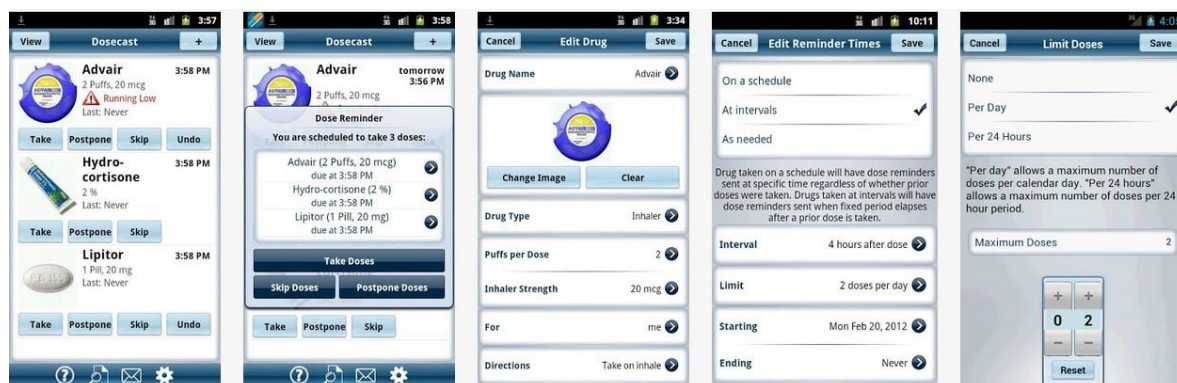 3:57
View Dosecast +
Advair 3:58 PM
2 Puffs, 20 mcg
Running Low
Last: Never
Take Postpone Skip Undo
Hydro-
cortisone 3:58 PM
2 %
Last: Never
Take Postpone Skip
Lipitor 3:58 PM
1 Pill, 20 mg
Last: Never
Take Postpone Skip Undo
3:58
View Dosecast +
Advair tomorrow
3:56 PM
2 Puffs, 20 mcg
Dose Reminder
You are scheduled to take 3 doses:
Advair (2 Puffs, 20 mcg)
due at 3:58 PM
Hydro-cortisone (2 %)
due at 3:58 PM
Lipitor (1 Pill, 20 mg)
due at 3:58 PM
Take Doses
Skip Doses Postpone Doses
Take Postpone Skip
3:34
Cancel Edit Drug Save
Drug Name Advair
Change Image Clear
Drug Type Inhaler
Puffs per Dose 2
Inhaler Strength 20 mcg
For me
Directions Take on inhale
10:11
Cancel Edit Reminder Times Save
On a schedule
At intervals
As needed
Drug taken on a schedule will have dose reminders
sent at specific time regardless of whether prior
doses were taken. Drugs taken at intervals will have
dose reminders sent when fixed period elapses
after a prior dose is taken.
Interval 4 hours after dose
Limit 2 doses per day
Starting Mon Feb 20, 2012
Ending Never
Cancel Limit Doses Save
None
Per Day
Per 24 Hours
"Per day" allows a maximum number of
doses per calendar day. "Per 24 hours"
allows a maximum number of doses per 24
hour period.
Maximum Doses 2
+ +
0 2
− −
Reset